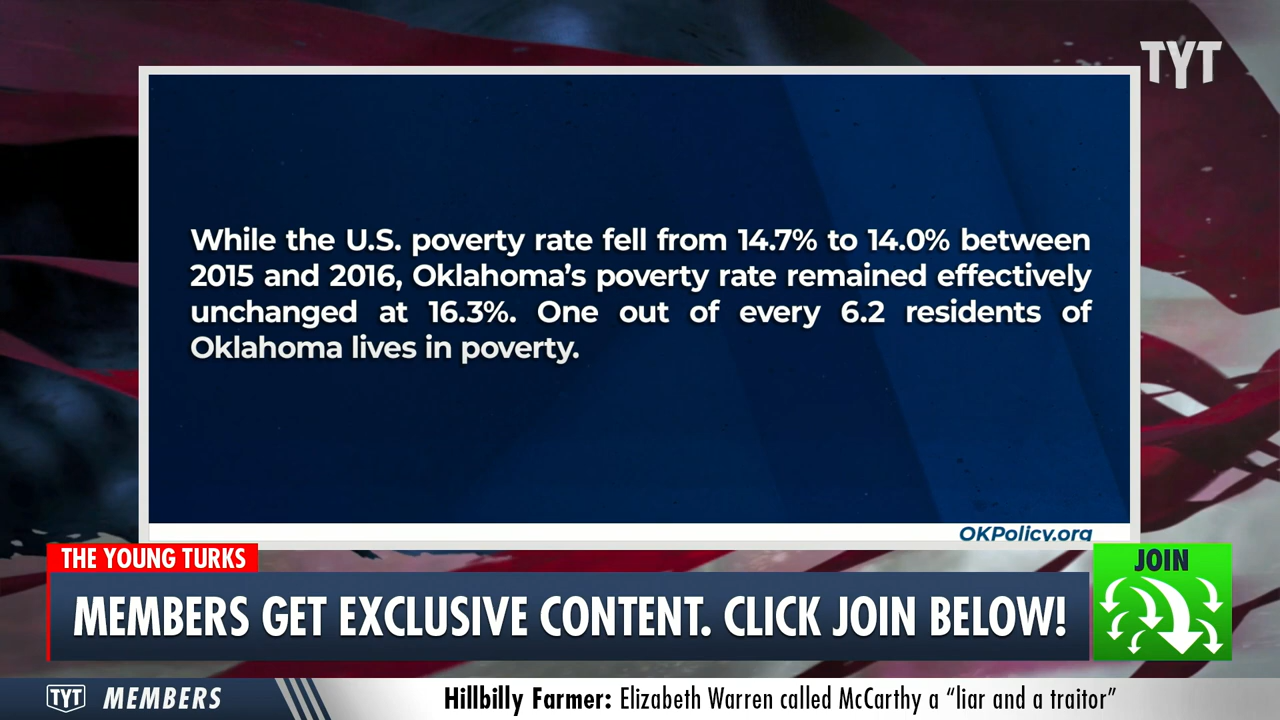 TYT
While the U.S. poverty rate fell from 14.7% to 14.0% between
2015 and 2016, Oklahoma's poverty rate remained effectively
unchanged at 16.3%. One out of every 6.2 residents of
Oklahoma lives in poverty.
OKPolicy.org
THE YOUNG TURKS
JOIN
MEMBERS GET EXCLUSIVE CONTENT. CLICK JOIN BELOW!
TYT MEMBERS
Hillbilly Farmer: Elizabeth Warren called McCarthy a "liar and a traitor"